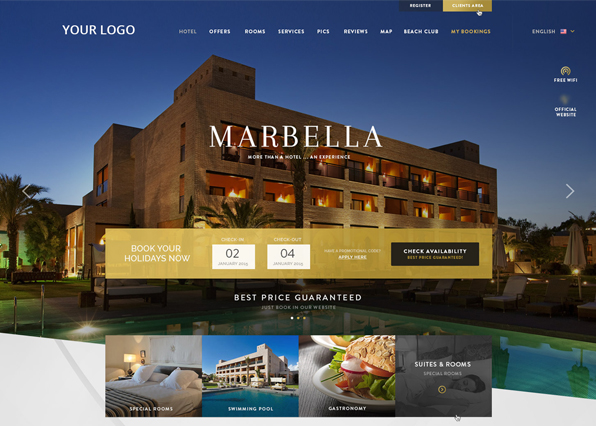 REGISTER
CLIENTS AREA
YOUR LOGO
HOTEL OFFERS ROOMS SERVICES PICS REVIEWS MAP BEACH CLUB MY BOOKINGS
ENGLISH
FREE WIFI
OFFICIAL
WEBSITE
MARBELLA
MORE THAN A HOTEL ... AN EXPERIENCE
BOOK YOUR
HOLIDAYS NOW
CHECK-IN
02
JANUARY 2015
CHECK-OUT
04
JANUARY 2015
HAVE A PROMOTIONAL CODE?
APPLY HERE
CHECK AVAILABILITY
BEST PRICE GUARANTEED!
BEST PRICE GUARANTEED
JUST BOOK IN OUR WEBSITE
SPECIAL ROOMS
SWIMMING POOL
GASTRONOMY
SUITES & ROOMS
SPECIAL ROOMS